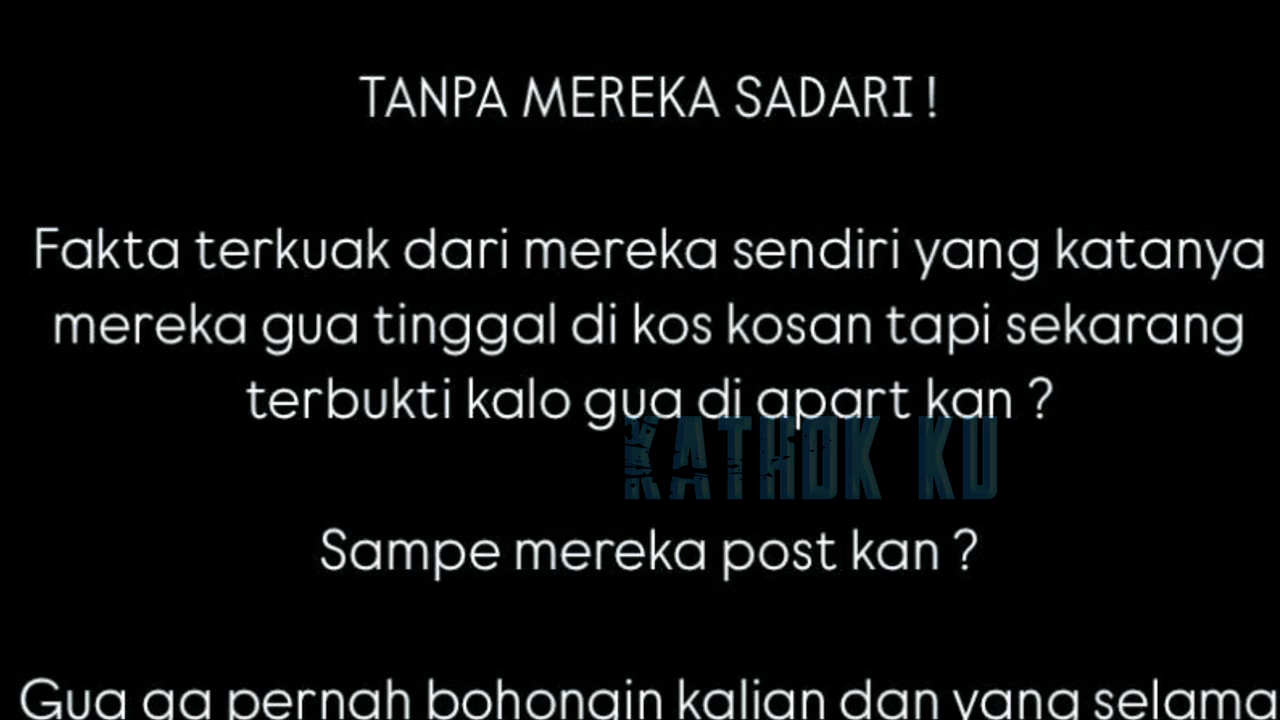 TANPA MEREKA SADARI !
Fakta terkuak dari mereka sendiri yang katanya
mereka gua tinggal di kos kosan tapi sekarang
terbukti kalo gua di apart kan ?
KATHOK KU
Sampe mereka post kan ?
Gua ga pernah bohongin kalian dan yang selama